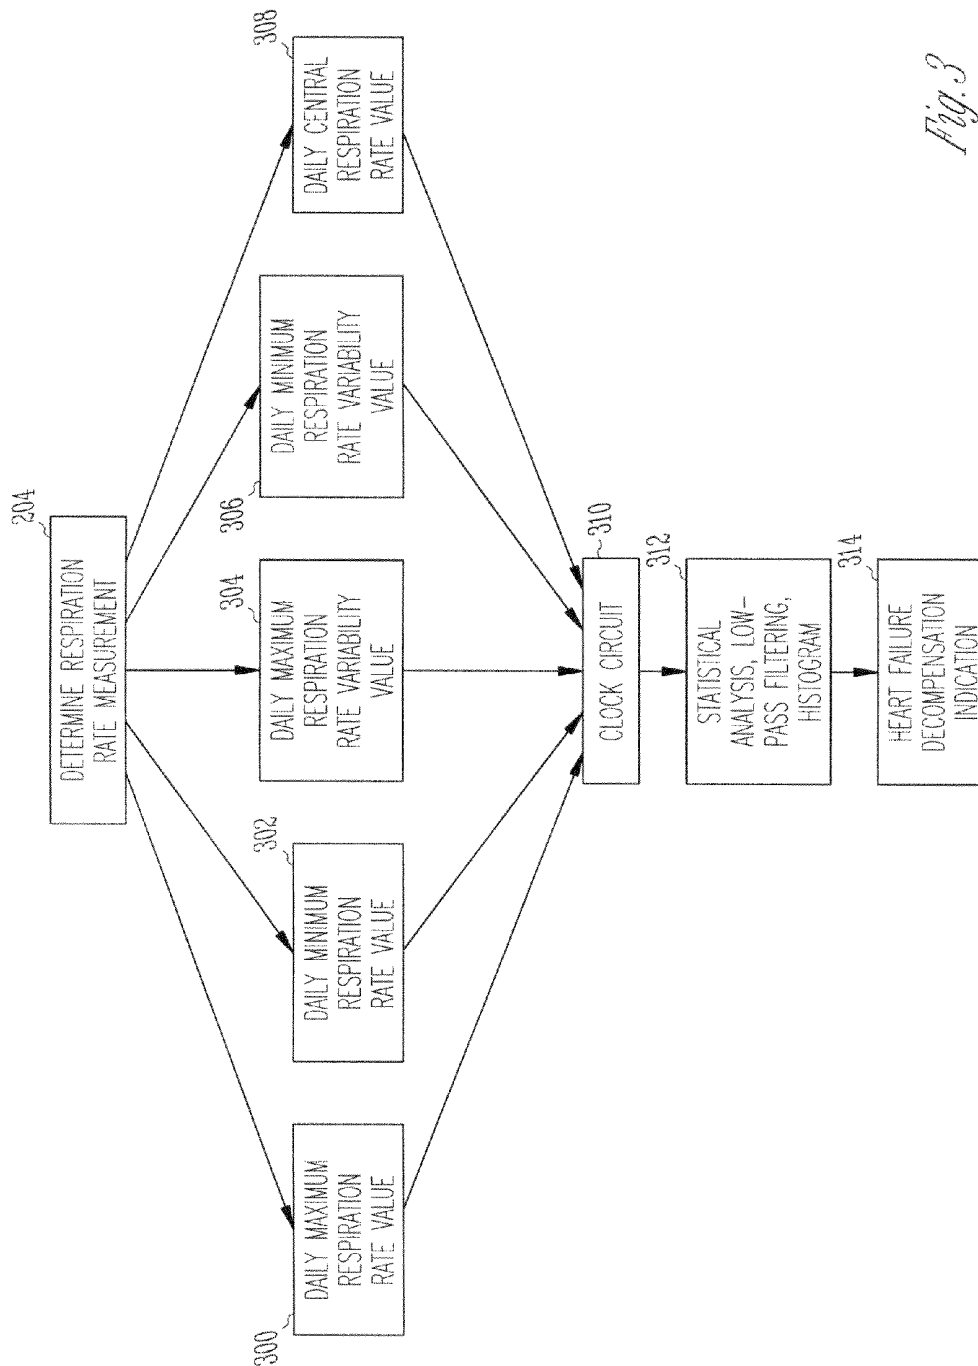 204
DETERMINE RESPIRATION
RATE MEASUREMENT
300
DAILY MAXIMUM
RESPIRATION
RATE VALUE
302
DAILY MINIMUM
RESPIRATION
RATE VALUE
304
DAILY MAXIMUM
RESPIRATION
RATE VARIABILITY
VALUE
306
DAILY MINIMUM
RESPIRATION
RATE VARIABILITY
VALUE
308
DAILY CENTRAL
RESPIRATION
RATE VALUE
310
CLOCK CIRCUIT
312
STATISTICAL
ANALYSIS, LOW-
PASS FILTERING,
HISTOGRAM
314
HEART FAILURE
DECOMPENSATION
INDICATION
Fig. 3